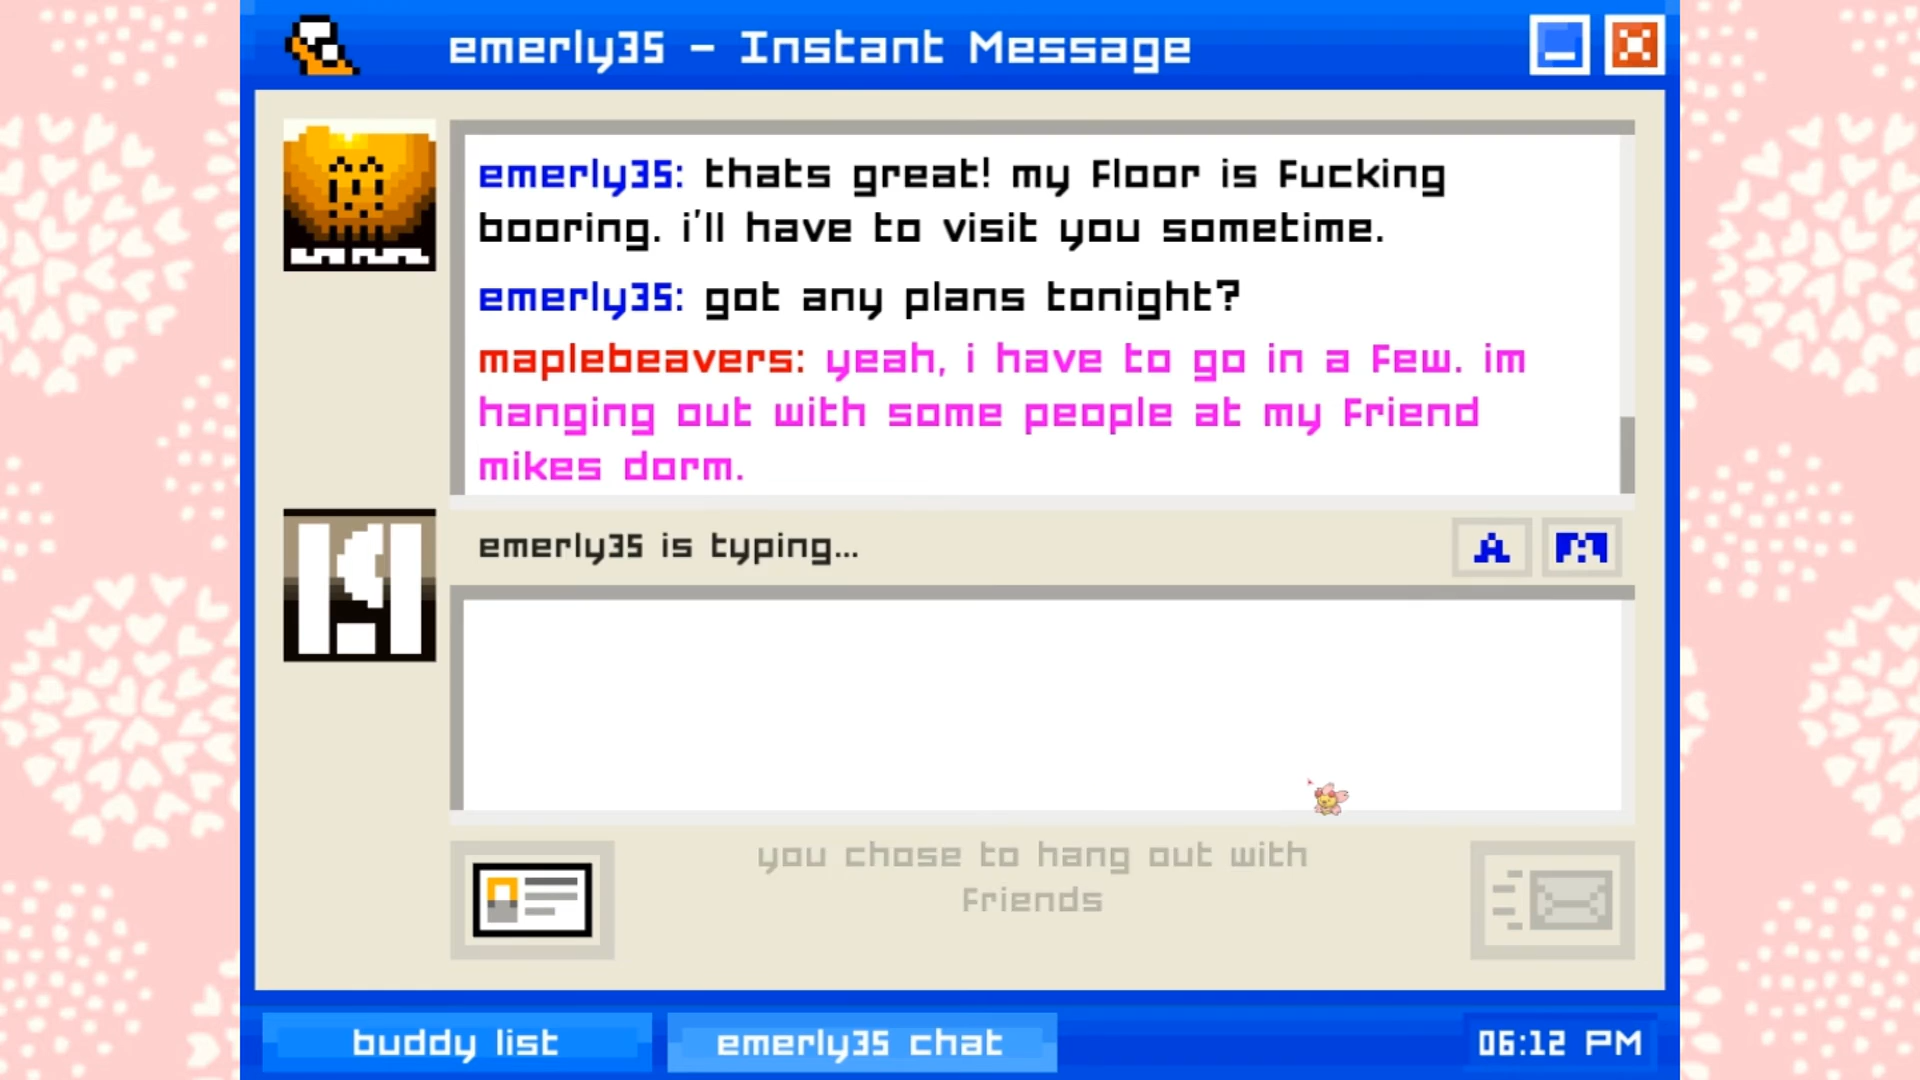 emerly35 - Instant Message
emerly35: thats great! my floor is fucking
booring. i'll have to visit you sometime.
emerly35: got any plans tonight?
maplebeavers: yeah, i have to go in a few. im
hanging out with some people at my friend
mikes dorm.
emerly35 is typing...
A
you chose to hang out with
friends
buddy list
emerly35 chat
06:12 PM